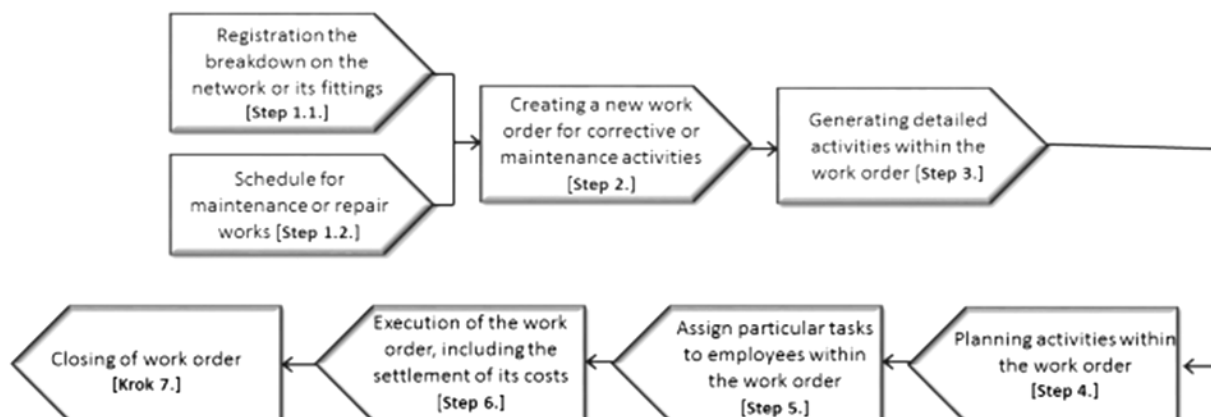 Registration the
breakdown on the
network or its fittings
[Step 1.1.]
Schedule for
maintenance or repair
works [Step 1.2.]
Creating a new work
order for corrective or
maintenance activities
[Step 2.]
Generating detailed
activities within the
work order [Step 3.]
Planning activities within
the work order
[Step 4.]
Assign particular tasks
to employees within
the work order
[Step 5.]
Execution of the work
order, including the
settlement of its costs
[Step 6.]
Closing of work order
[Krok 7.]